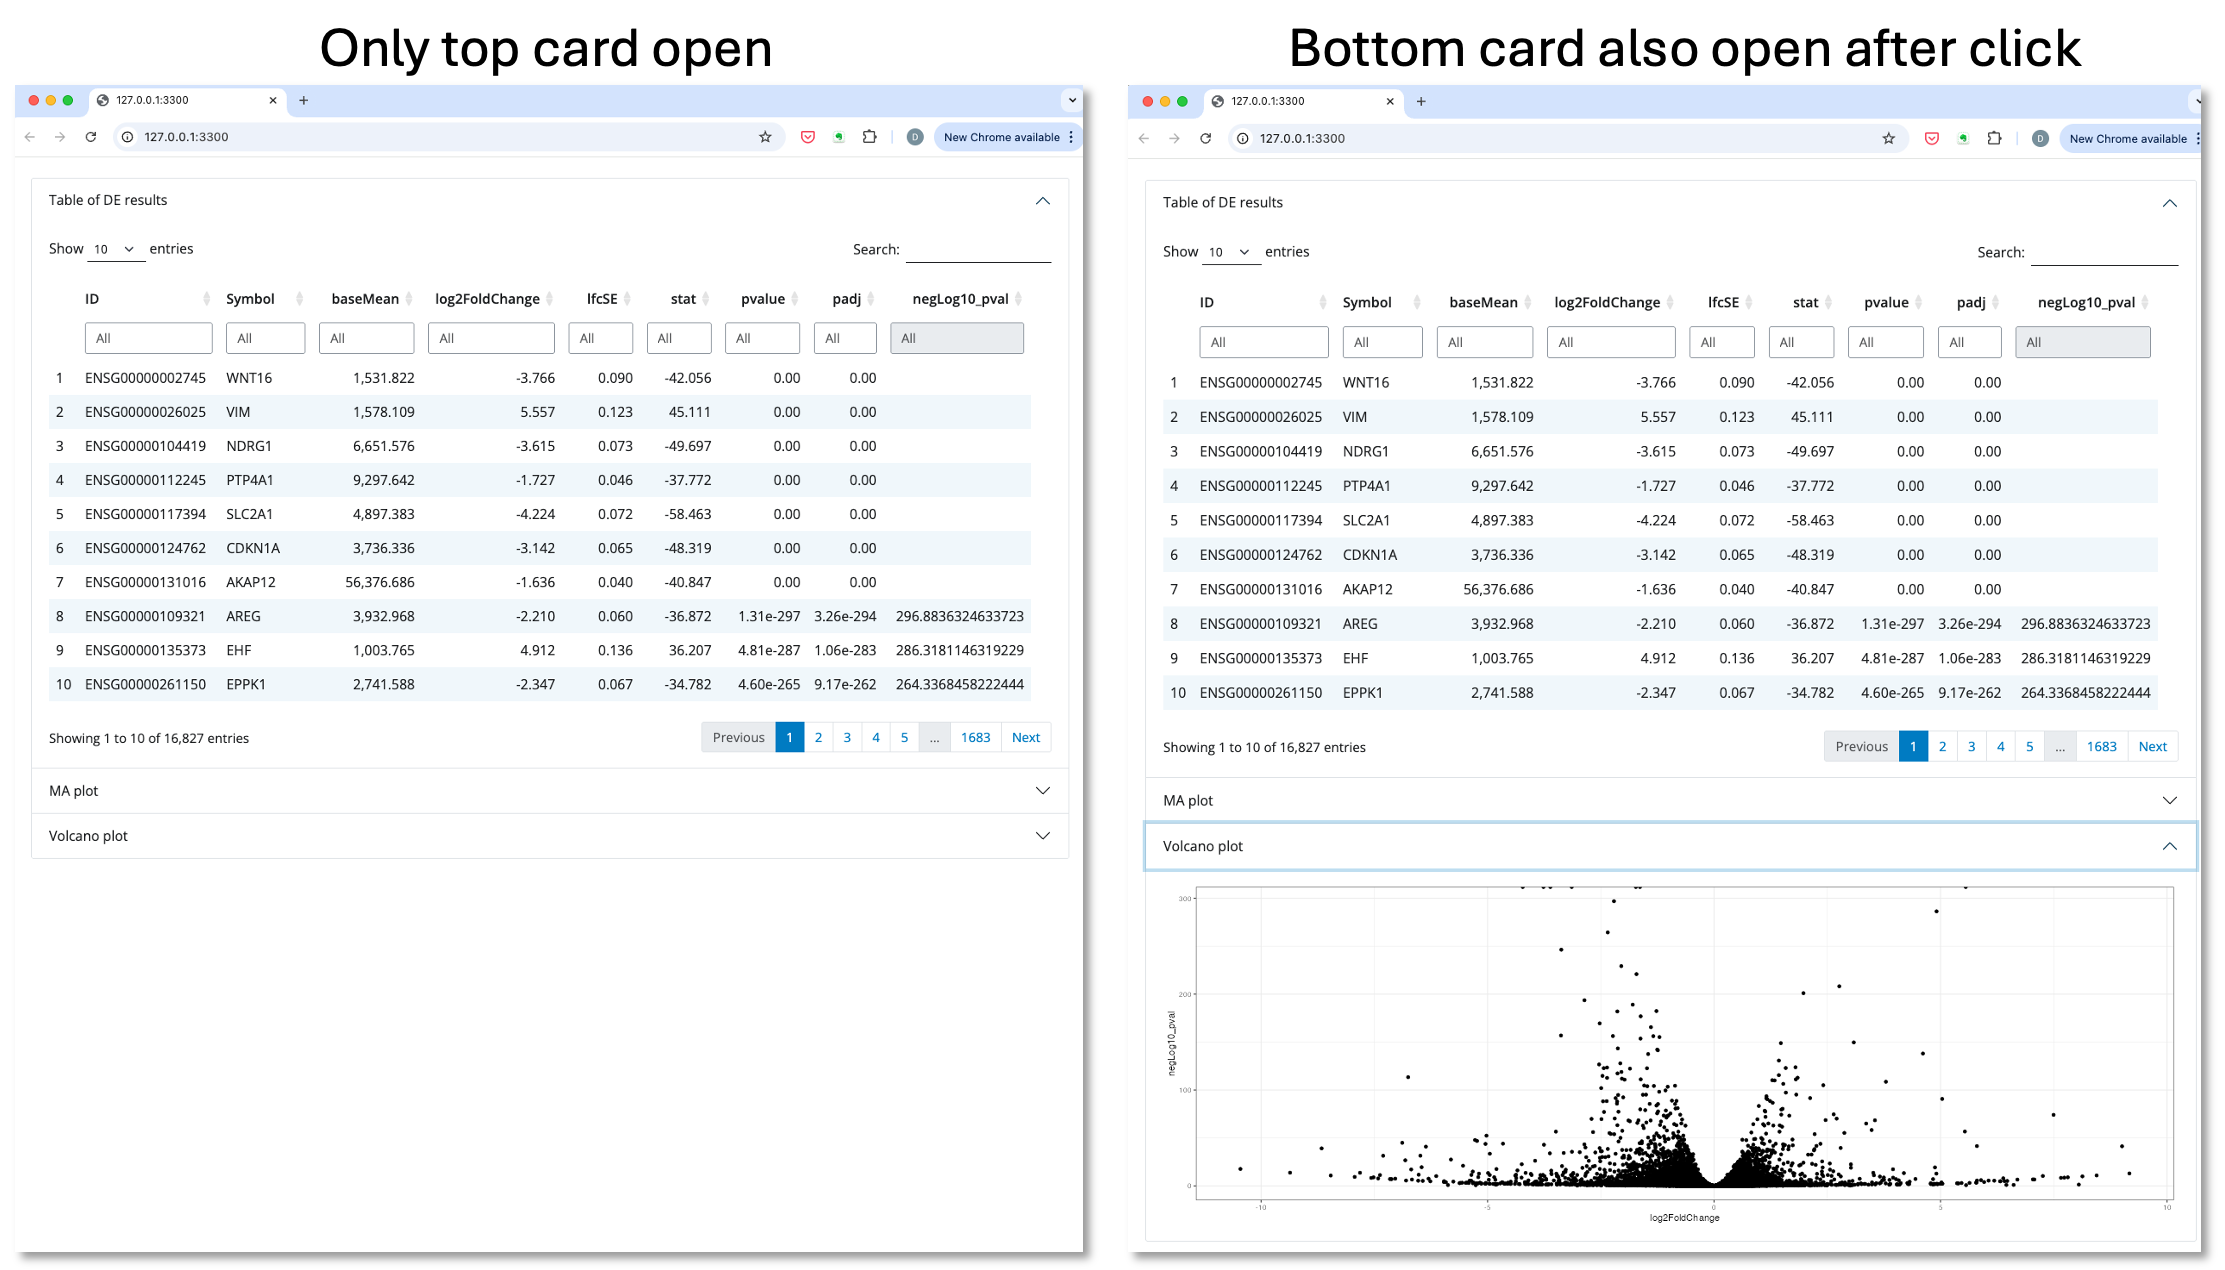 Only top card open
127.0.0.1:3300
127.0.0.1:3300
D
New Chrome available
Table of DE results
Show 10 entries
Search:
ID Symbol baseMean log2FoldChange lfcSE stat pvalue padj negLog10_pval
All All All All All All All All All
1 ENSG00000002745 WNT16 1,531.822 -3.766 0.090 -42.056 0.00 0.00
2 ENSG00000026025 VIM 1,578.109 5.557 0.123 45.111 0.00 0.00
3 ENSG00000104419 NDRG1 6,651.576 -3.615 0.073 -49.697 0.00 0.00
4 ENSG00000112245 PTP4A1 9,297.642 -1.727 0.046 -37.772 0.00 0.00
5 ENSG00000117394 SLC2A1 4,897.383 -4.224 0.072 -58.463 0.00 0.00
6 ENSG00000124762 CDKN1A 3,736.336 -3.142 0.065 -48.319 0.00 0.00
7 ENSG00000131016 AKAP12 56,376.686 -1.636 0.040 -40.847 0.00 0.00
8 ENSG00000109321 AREG 3,932.968 -2.210 0.060 -36.872 1.31e-297 3.26e-294 296.8836324633723
9 ENSG00000135373 EHF 1,003.765 4.912 0.136 36.207 4.81e-287 1.06e-283 286.3181146319229
10 ENSG00000261150 EPPK1 2,741.588 -2.347 0.067 -34.782 4.60e-265 9.17e-262 264.3368458222444
Showing 1 to 10 of 16,827 entries
Previous 1 2 3 4 5 ... 1683 Next
MA plot
Volcano plot
Bottom card also open after click
127.0.0.1:3300
127.0.0.1:3300
D
New Chrome available
Table of DE results
Show 10 entries
Search:
ID Symbol baseMean log2FoldChange lfcSE stat pvalue padj negLog10_pval
All All All All All All All All All
1 ENSG00000002745 WNT16 1,531.822 -3.766 0.090 -42.056 0.00 0.00
2 ENSG00000026025 VIM 1,578.109 5.557 0.123 45.111 0.00 0.00
3 ENSG00000104419 NDRG1 6,651.576 -3.615 0.073 -49.697 0.00 0.00
4 ENSG00000112245 PTP4A1 9,297.642 -1.727 0.046 -37.772 0.00 0.00
5 ENSG00000117394 SLC2A1 4,897.383 -4.224 0.072 -58.463 0.00 0.00
6 ENSG00000124762 CDKN1A 3,736.336 -3.142 0.065 -48.319 0.00 0.00
7 ENSG00000131016 AKAP12 56,376.686 -1.636 0.040 -40.847 0.00 0.00
8 ENSG00000109321 AREG 3,932.968 -2.210 0.060 -36.872 1.31e-297 3.26e-294 296.8836324633723
9 ENSG00000135373 EHF 1,003.765 4.912 0.136 36.207 4.81e-287 1.06e-283 286.3181146319229
10 ENSG00000261150 EPPK1 2,741.588 -2.347 0.067 -34.782 4.60e-265 9.17e-262 264.3368458222444
Showing 1 to 10 of 16,827 entries
Previous 1 2 3 4 5 ... 1683 Next
MA plot
Volcano plot
300
200
100
0
negLog10_pval
-10 -5 0 5 10
log2FoldChange